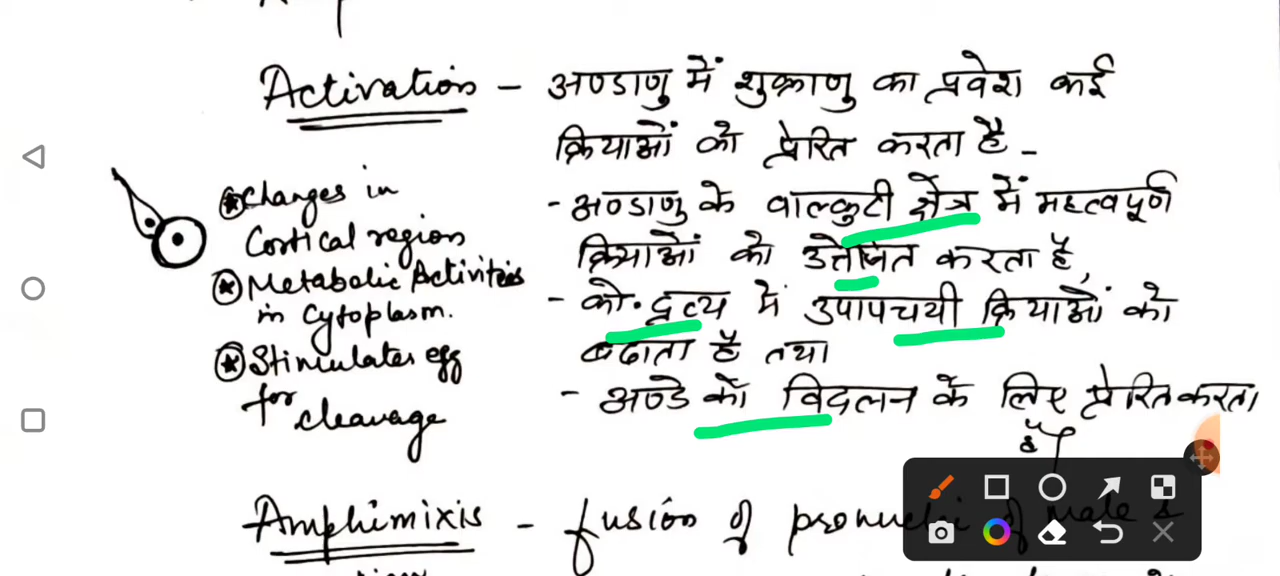 Activation - अण्डाणु में शुक्राणु का प्रवेश कई
क्रियाओं को प्रेरित करता है -
- अण्डाणु के वाल्कुटी क्षेत्र में महत्वपूर्ण
क्रियाओं को उत्तेजित करता है,
- को. द्रव्य में उपापचयी क्रियाओं को
बढाता है तथा
- अण्डे को विदलन के लिए प्रेरित करता
है
Changes in
Cortical region
Metabolic Activities
in Cytoplasm.
Stimulates egg
for cleavage
Amphimixis - fusion of pronuclei of male &